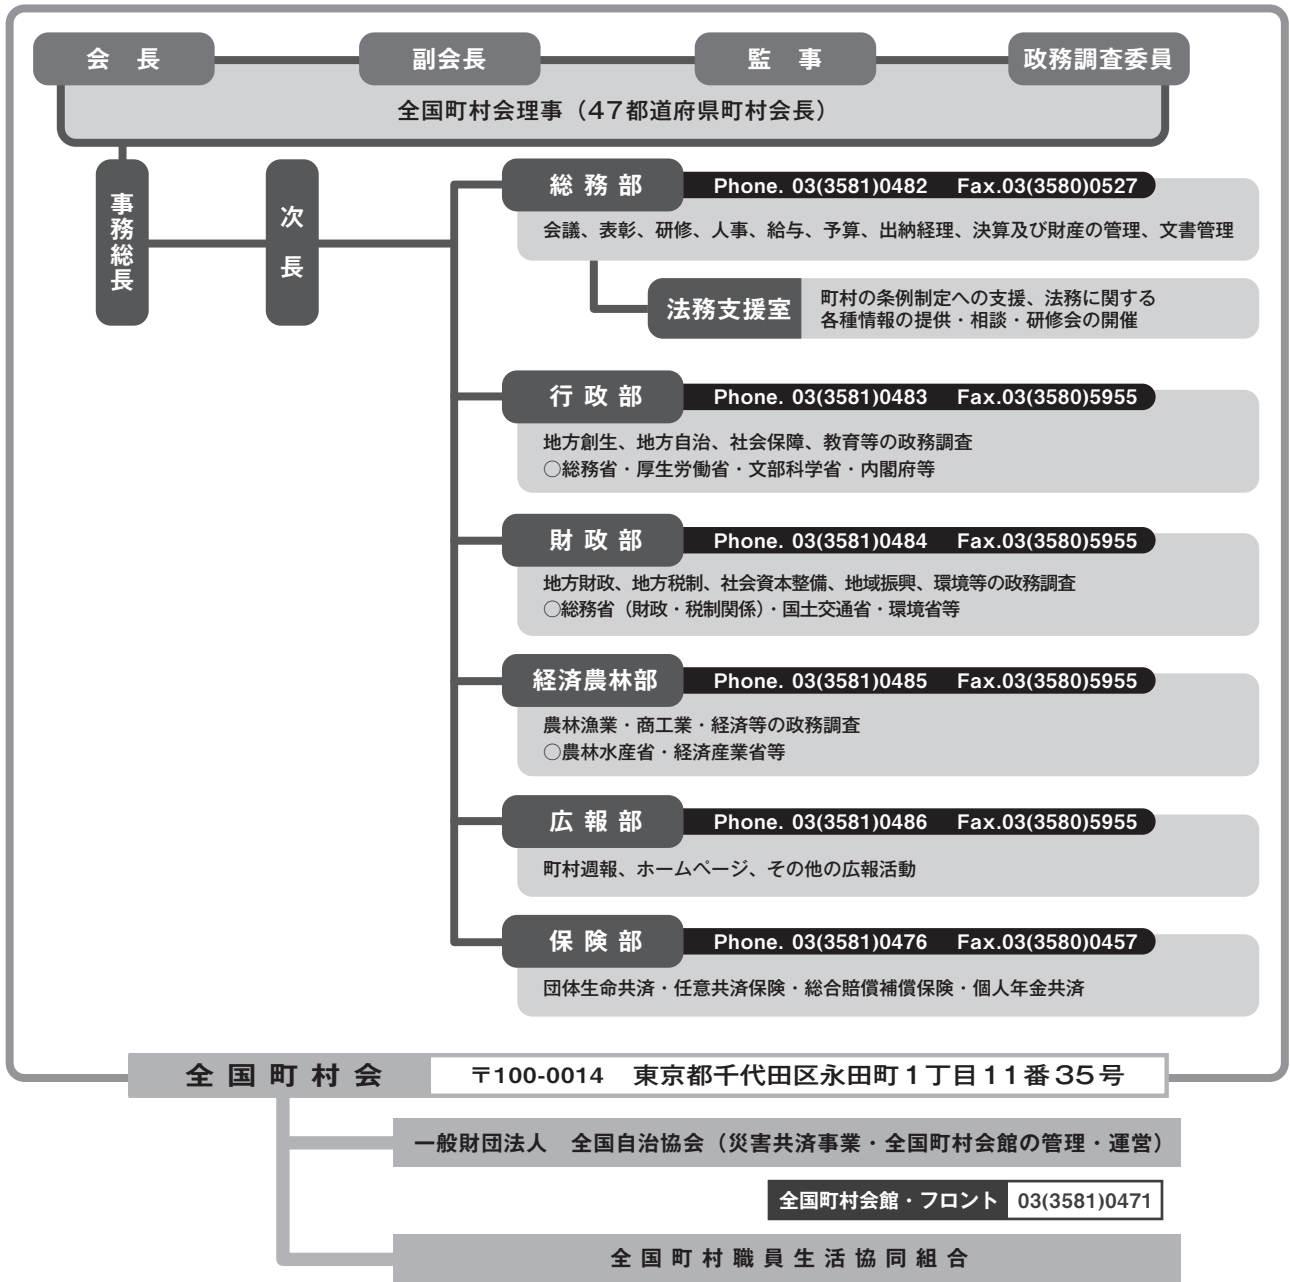 会　長
副会長
監　事
政務調査委員
全国町村会理事（47都道府県町村会長）
事務総長
次長
総務部
Phone. 03(3581)0482　Fax.03(3580)0527
会議、表彰、研修、人事、給与、予算、出納経理、決算及び財産の管理、文書管理
法務支援室
町村の条例制定への支援、法務に関する
各種情報の提供・相談・研修会の開催
行政部
Phone. 03(3581)0483　Fax.03(3580)5955
地方創生、地方自治、社会保障、教育等の政務調査
○総務省・厚生労働省・文部科学省・内閣府等
財政部
Phone. 03(3581)0484　Fax.03(3580)5955
地方財政、地方税制、社会資本整備、地域振興、環境等の政務調査
○総務省（財政・税制関係）・国土交通省・環境省等
経済農林部
Phone. 03(3581)0485　Fax.03(3580)5955
農林漁業・商工業・経済等の政務調査
○農林水産省・経済産業省等
広報部
Phone. 03(3581)0486　Fax.03(3580)5955
町村週報、ホームページ、その他の広報活動
保険部
Phone. 03(3581)0476　Fax.03(3580)0457
団体生命共済・任意共済保険・総合賠償補償保険・個人年金共済
全国町村会
〒100-0014　東京都千代田区永田町1丁目11番35号
一般財団法人　全国自治協会（災害共済事業・全国町村会館の管理・運営）
全国町村会館・フロント　03(3581)0471
全国町村職員生活協同組合